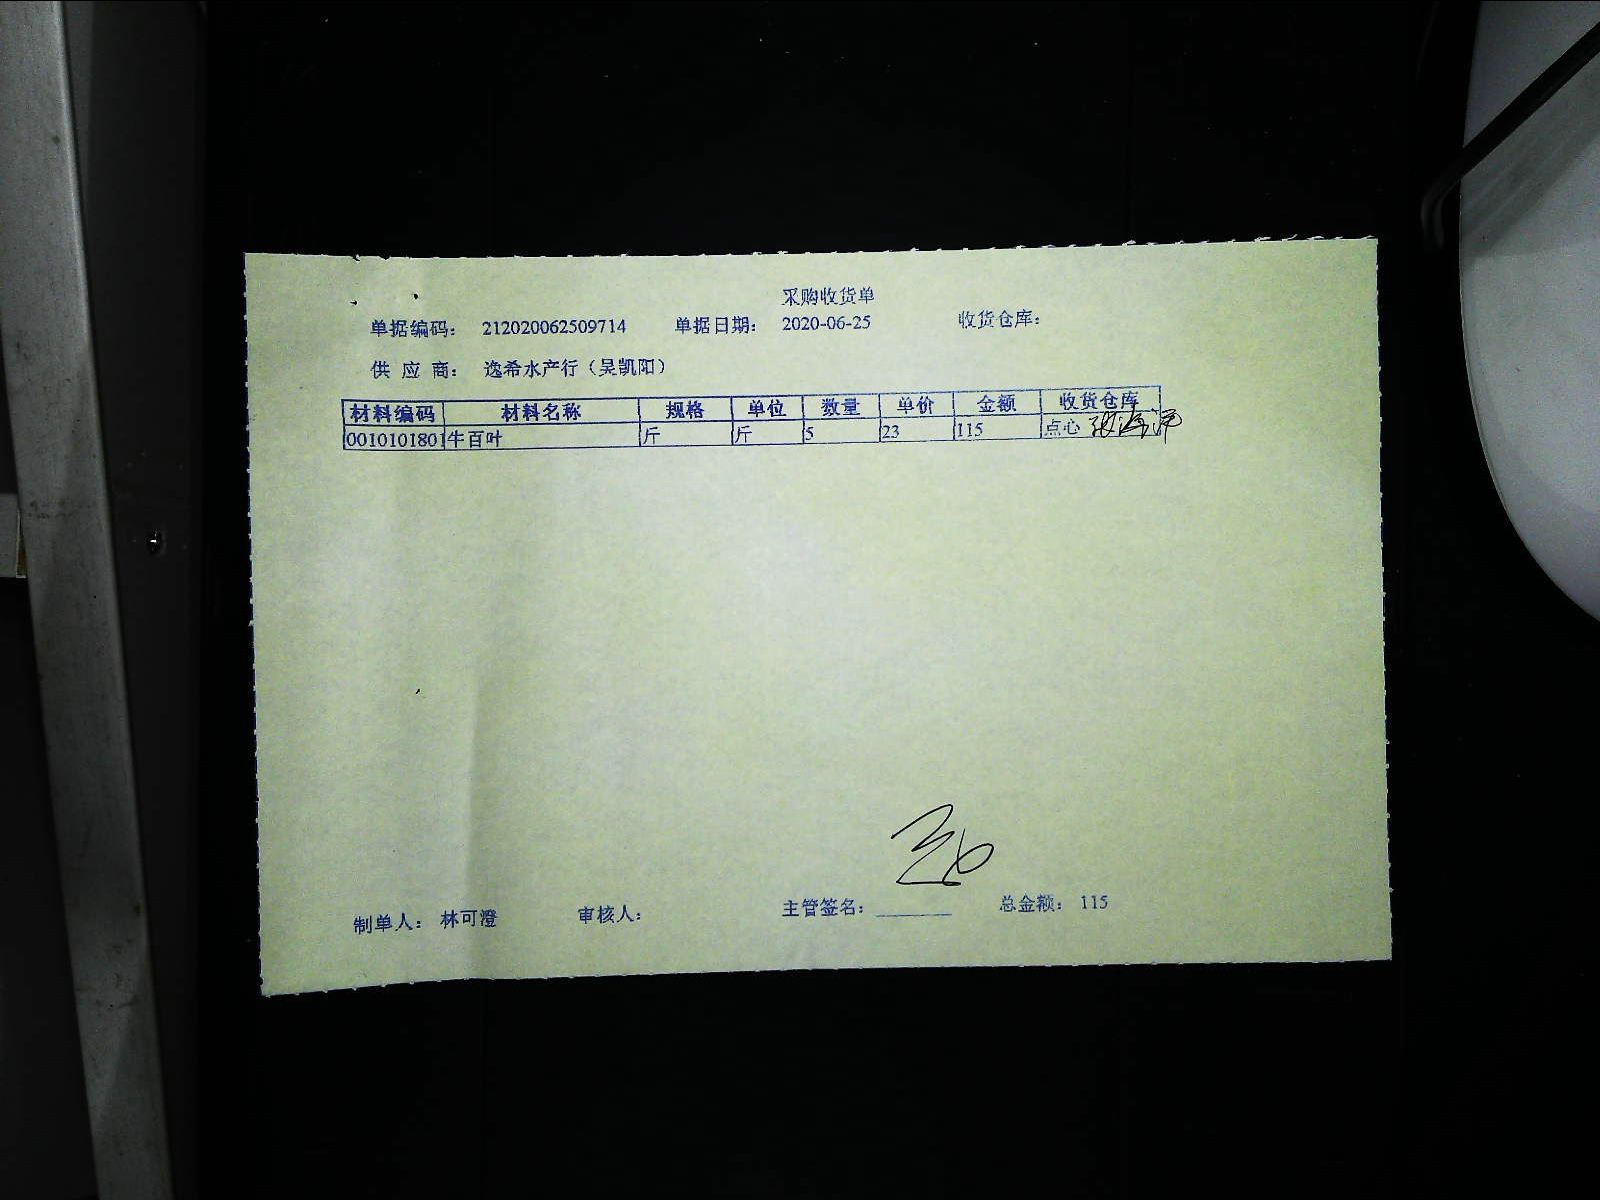 采购收货单
单据编码： 212020062509714 单据日期： 2020-06-25 收货仓库：
供 应 商： 逸希水产行（吴凯阳）
材料编码 材料名称 规格 单位 数量 单价 金额 收货仓库
0010101801 牛百叶 斤 斤 5 23 115 点心
制单人： 林可澄 审核人： 主管签名：______ 总金额： 115